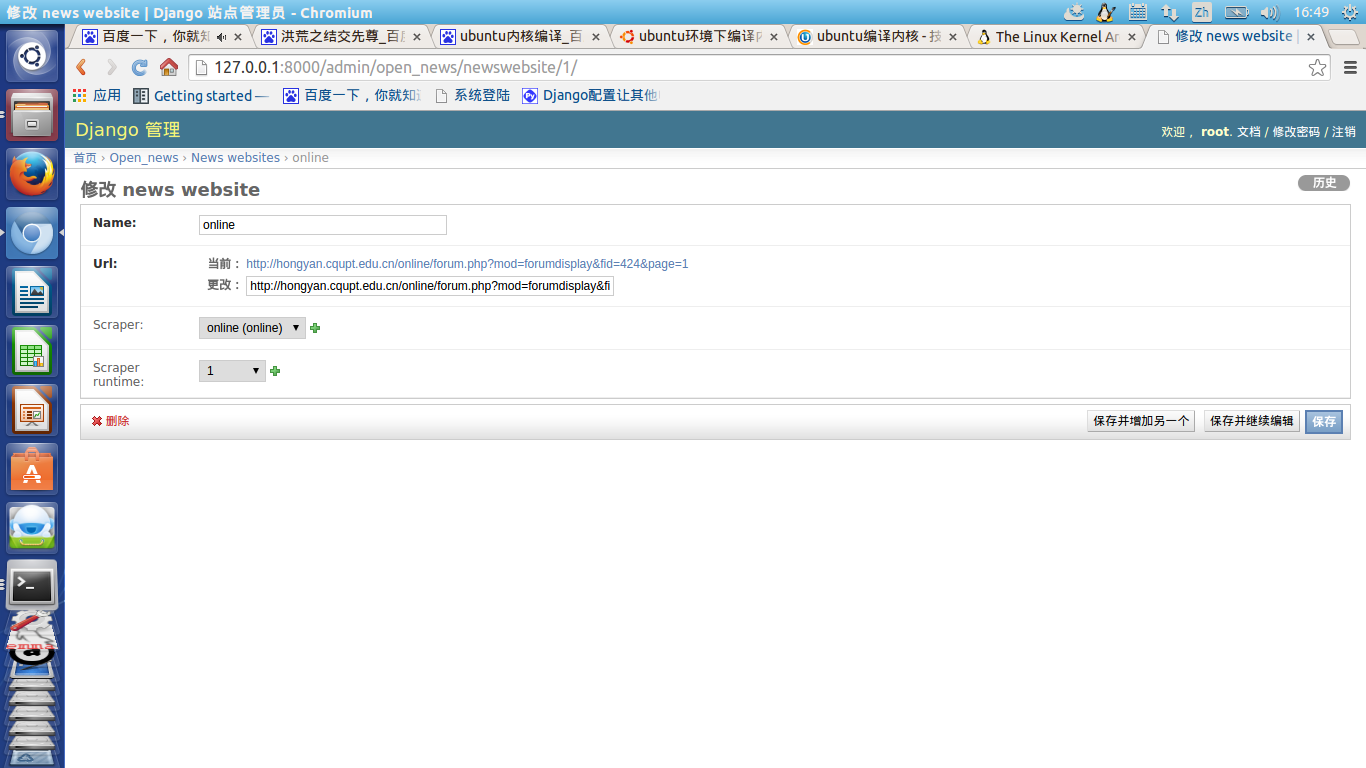 修改 news website | Django 站点管理员 - Chromium
Zh
16:49
百度一下，你就知
洪荒之结交先尊_百度
ubuntu内核编译_百
ubuntu环境下编译内
ubuntu编译内核 - 技
The Linux Kernel Ar
修改 news website |
127.0.0.1:8000/admin/open_news/newswebsite/1/
应用
Getting started —
百度一下，你就知道
系统登陆
Django配置让其他
Django 管理
欢迎， root. 文档 / 修改密码 / 注销
首页 › Open_news › News websites › online
修改 news website
历史
Name:
online
Url:
当前： http://hongyan.cqupt.edu.cn/online/forum.php?mod=forumdisplay&fid=424&page=1
更改： http://hongyan.cqupt.edu.cn/online/forum.php?mod=forumdisplay&fi
Scraper:
online (online)
Scraper
runtime:
1
删除
保存并增加另一个
保存并继续编辑
保存